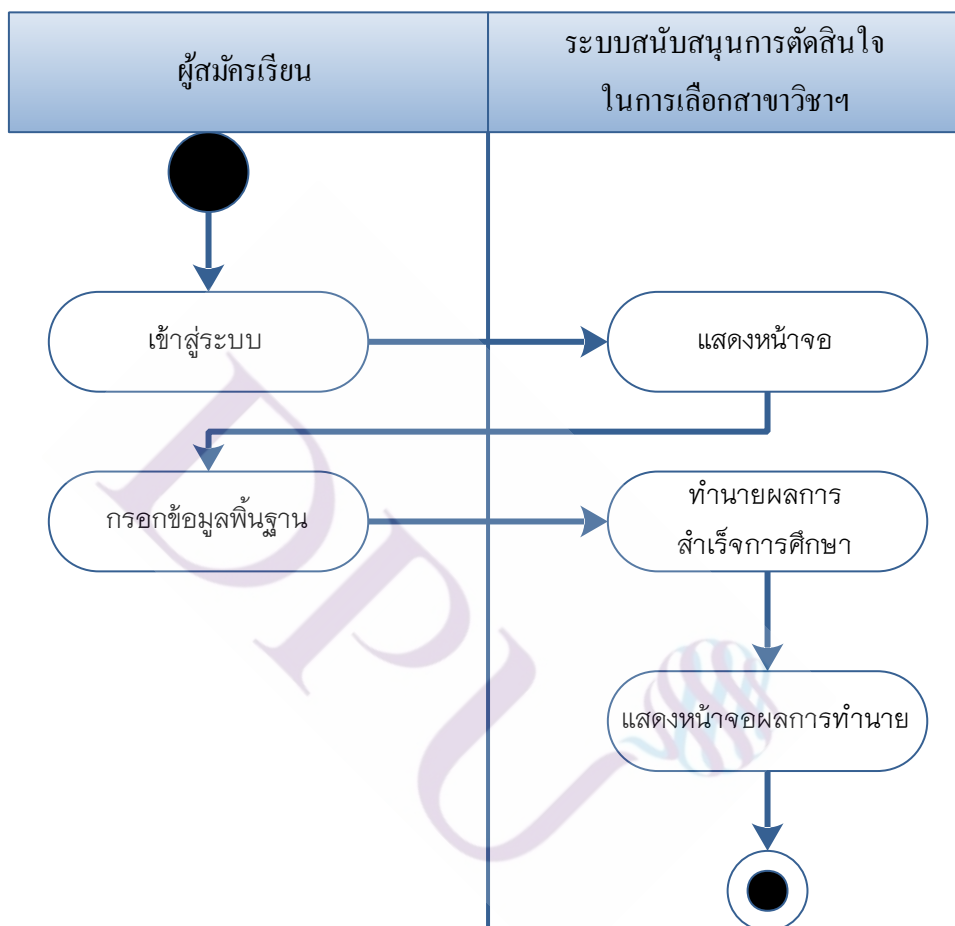 ผู้สมัครเรียน
ระบบสนับสนุนการตัดสินใจ
ในการเลือกสาขาวิชาฯ
เข้าสู่ระบบ
แสดงหน้าจอ
กรอกข้อมูลพื้นฐาน
ทำนายผลการ
สำเร็จการศึกษา
แสดงหน้าจอผลการทำนาย
DPU